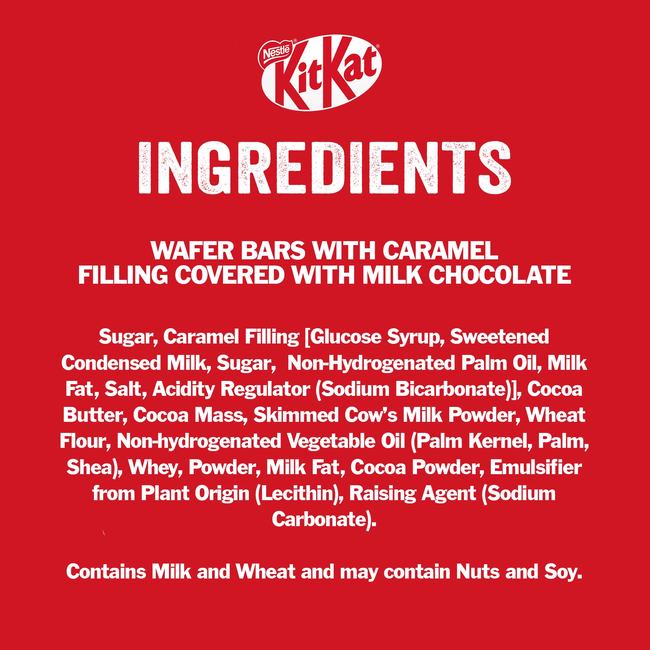 Nestlé
KitKat
INGREDIENTS
WAFER BARS WITH CARAMEL
FILLING COVERED WITH MILK CHOCOLATE
Sugar, Caramel Filling [Glucose Syrup, Sweetened
Condensed Milk, Sugar,  Non-Hydrogenated Palm Oil, Milk
Fat, Salt, Acidity Regulator (Sodium Bicarbonate)], Cocoa
Butter, Cocoa Mass, Skimmed Cow's Milk Powder, Wheat
Flour, Non-hydrogenated Vegetable Oil (Palm Kernel, Palm,
Shea), Whey, Powder, Milk Fat, Cocoa Powder, Emulsifier
from Plant Origin (Lecithin), Raising Agent (Sodium
Carbonate).
Contains Milk and Wheat and may contain Nuts and Soy.